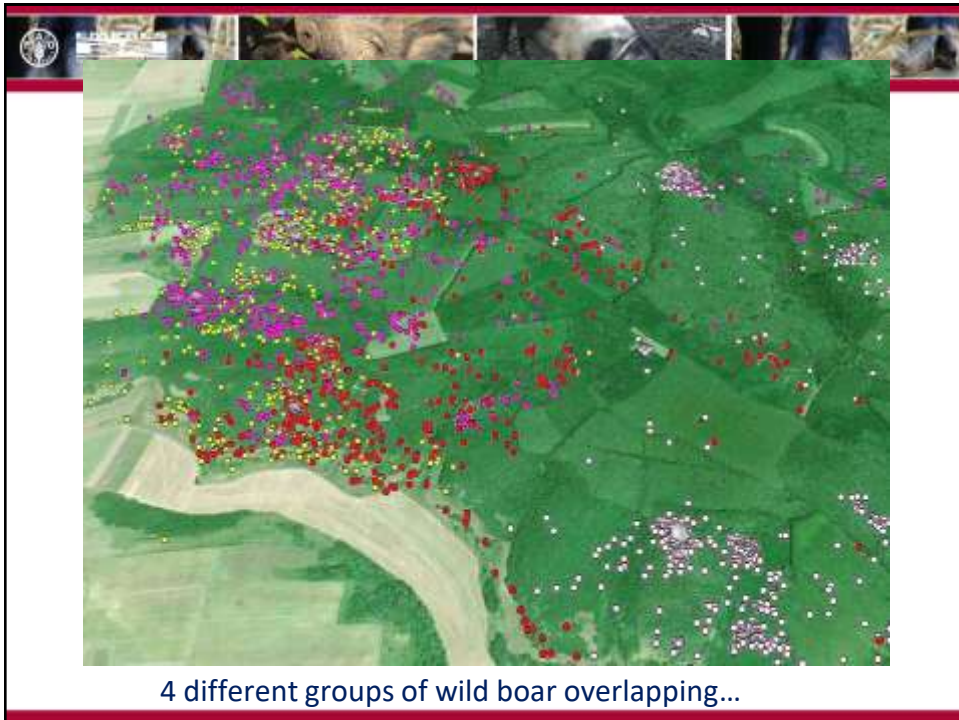 4 different groups of wild boar overlapping…